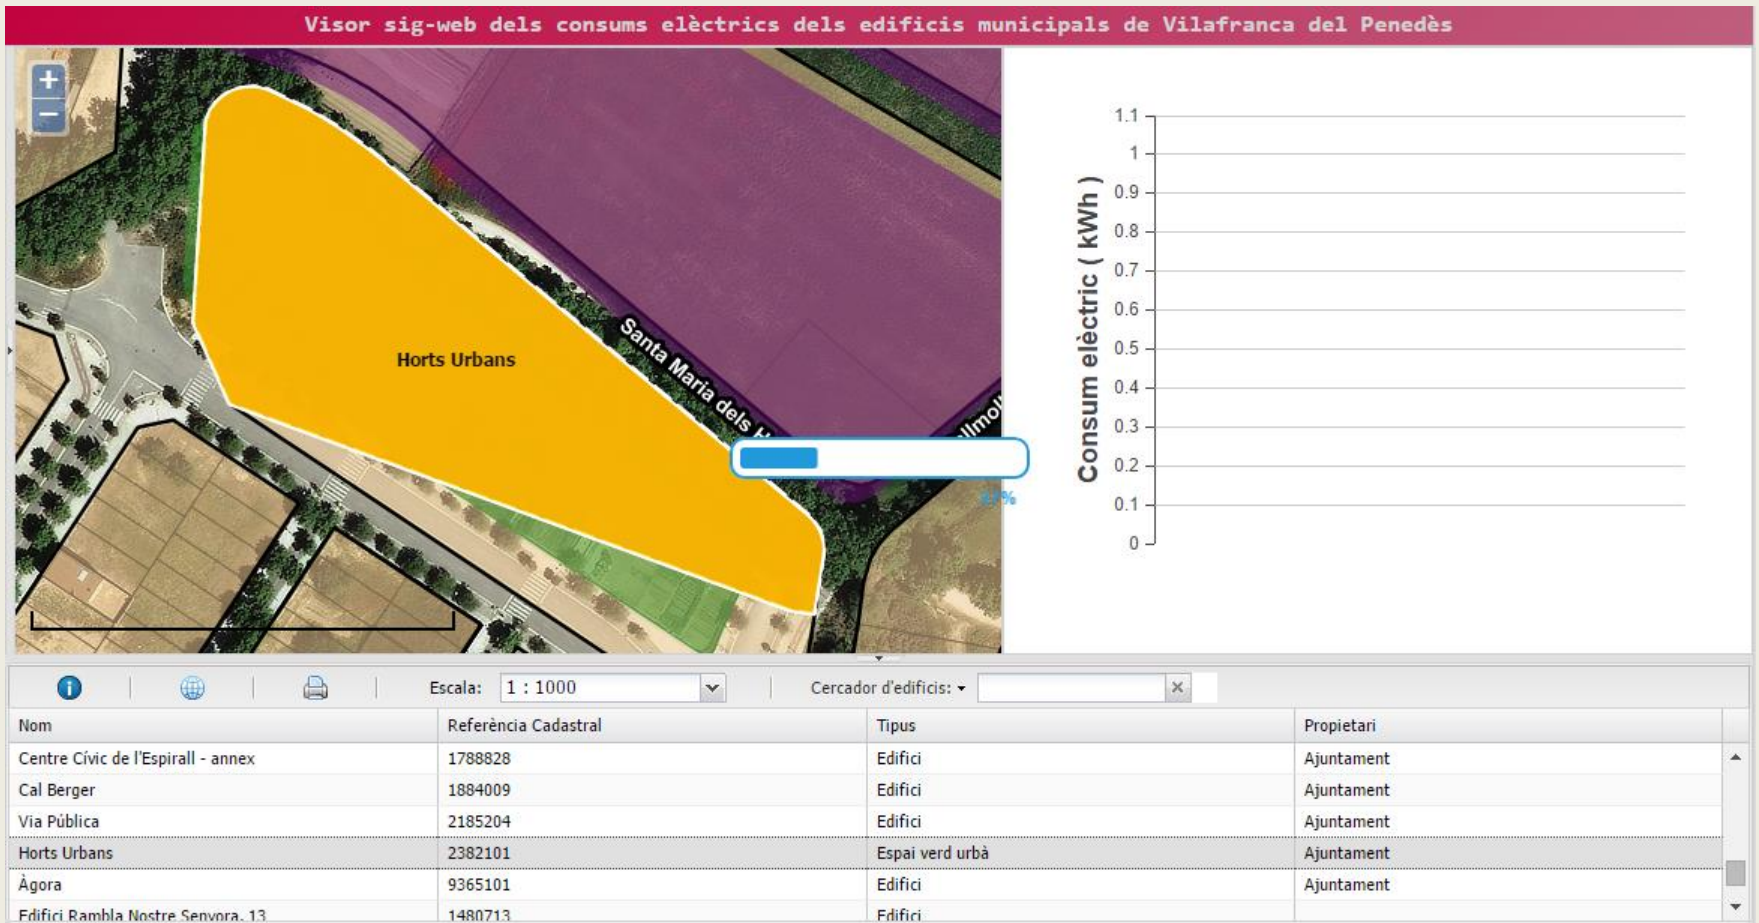 Visor sig-web dels consums elèctrics dels edificis municipals de Vilafranca del Penedès
+
−
Horts Urbans
Santa Maria dels H
1.1
1
0.9
0.8
0.7
0.6
0.5
0.4
0.3
0.2
0.1
0
Consum elèctric ( kWh )
Escala: 1 : 1000 Cercador d'edificis:
Nom Referència Cadastral Tipus Propietari
Centre Cívic de l'Espirall - annex 1788828 Edifici Ajuntament
Cal Berger 1884009 Edifici Ajuntament
Via Pública 2185204 Edifici Ajuntament
Horts Urbans 2382101 Espai verd urbà Ajuntament
Àgora 9365101 Edifici Ajuntament
Edifici Rambla Nostre Senyora, 13 1480713 Edifici